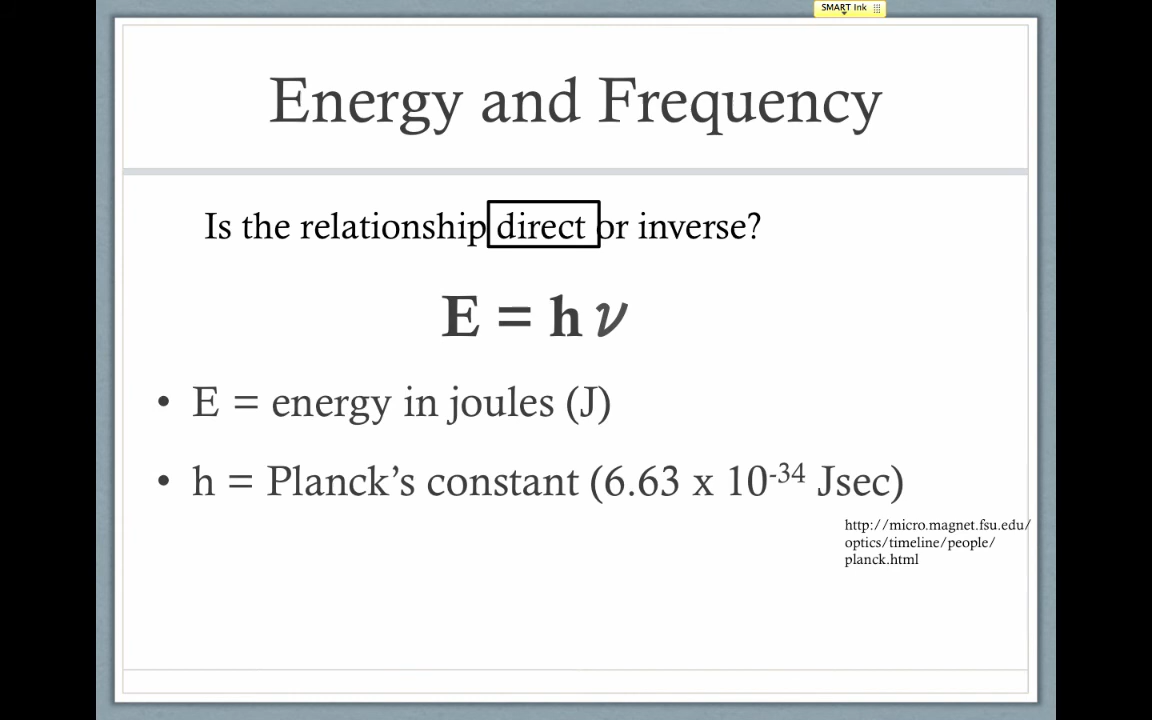 SMART Ink
Energy and Frequency
Is the relationship direct or inverse?
E = h ν
• E = energy in joules (J)
• h = Planck’s constant (6.63 x 10⁻³⁴ Jsec)
http://micro.magnet.fsu.edu/
optics/timeline/people/
planck.html